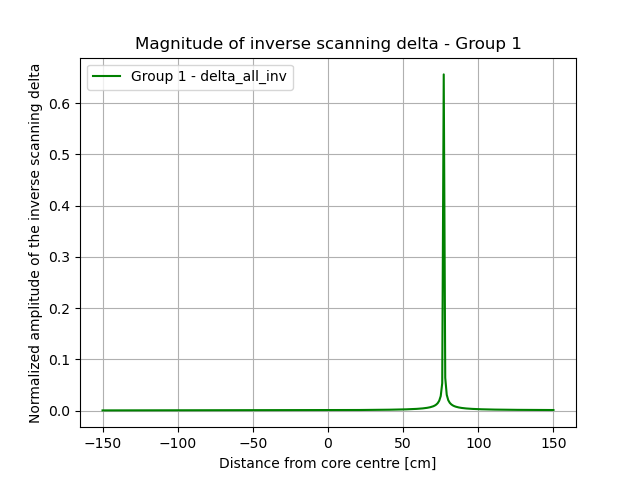 Magnitude of inverse scanning delta - Group 1
Group 1 - delta_all_inv
Normalized amplitude of the inverse scanning delta
0.6
0.5
0.4
0.3
0.2
0.1
0.0
−150 −100 −50 0 50 100 150
Distance from core centre [cm]